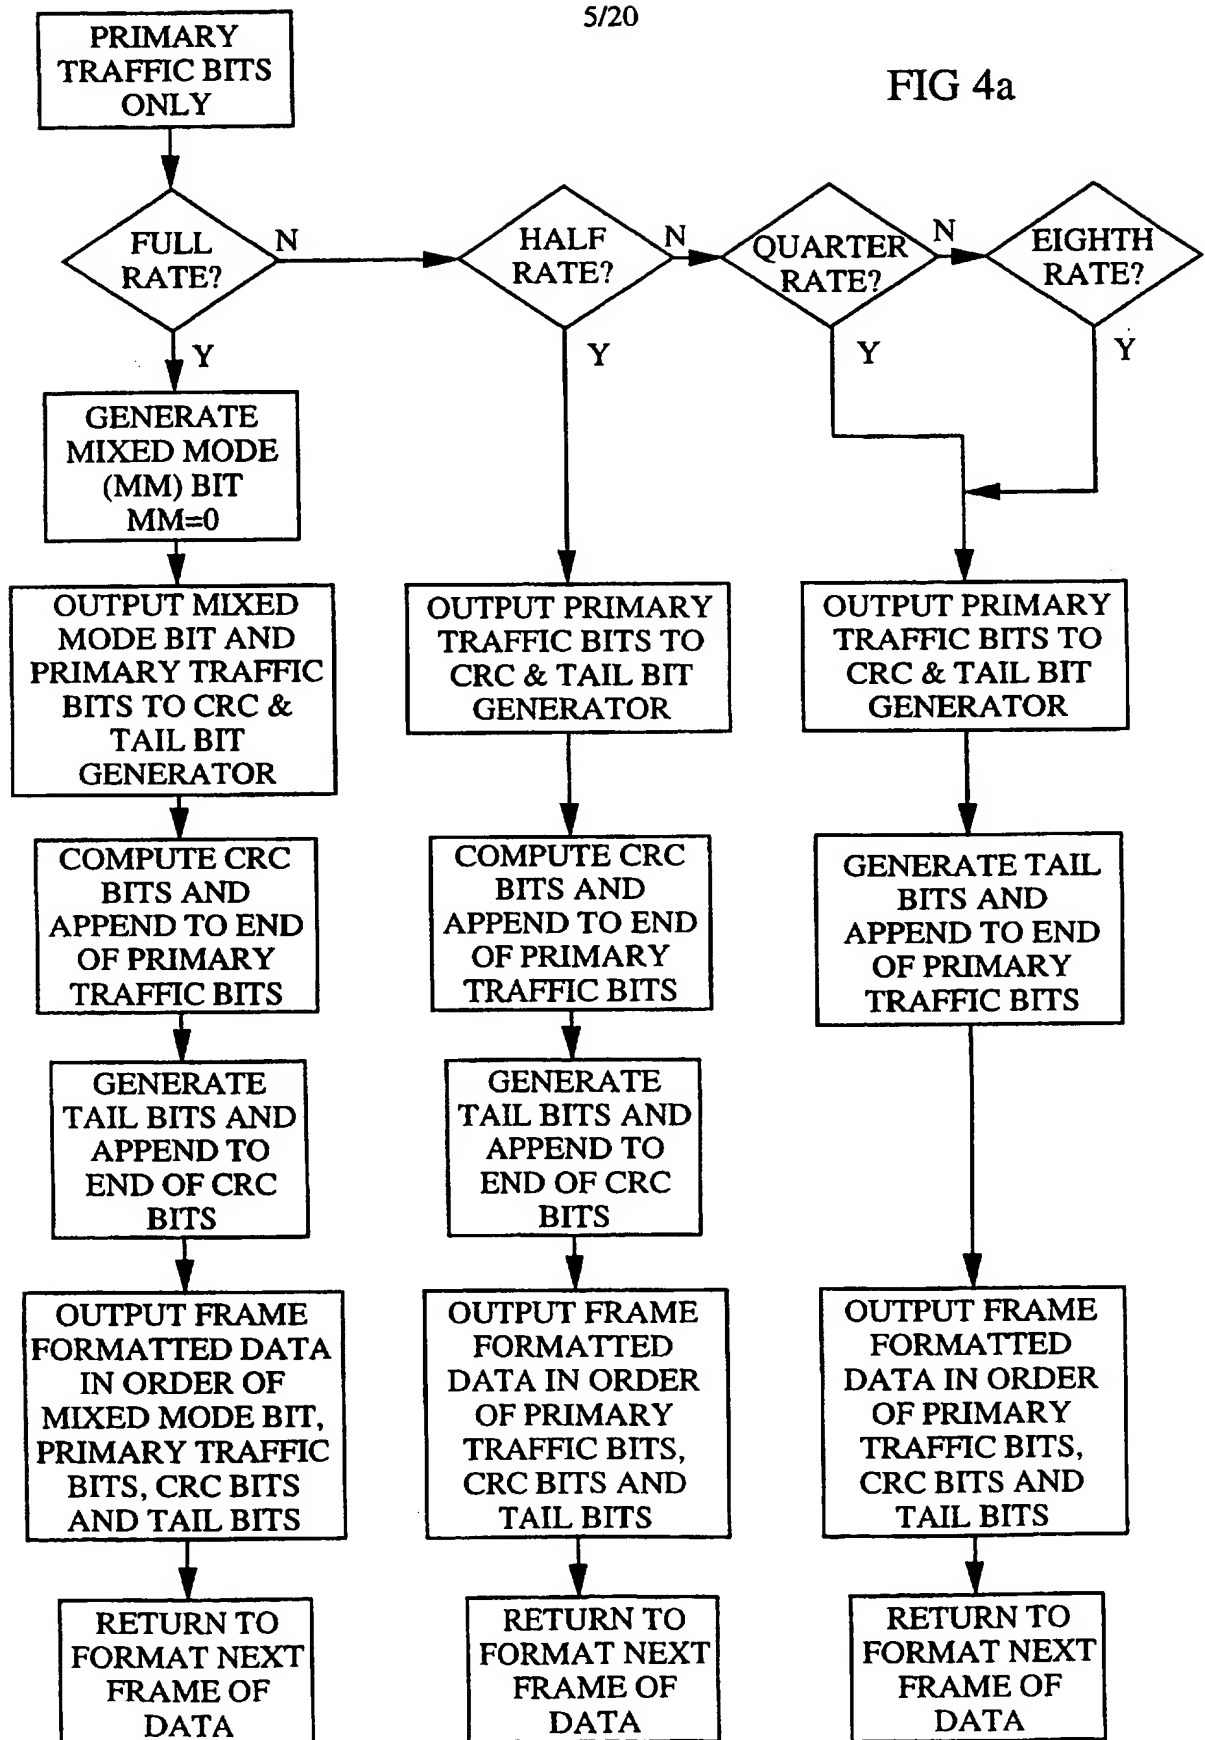 5/20
FIG 4a
PRIMARY
TRAFFIC BITS
ONLY
FULL
RATE?
N
HALF
RATE?
N
QUARTER
RATE?
N
EIGHTH
RATE?
Y
Y
Y
Y
GENERATE
MIXED MODE
(MM) BIT
MM=0
OUTPUT MIXED
MODE BIT AND
PRIMARY TRAFFIC
BITS TO CRC &
TAIL BIT
GENERATOR
COMPUTE CRC
BITS AND
APPEND TO END
OF PRIMARY
TRAFFIC BITS
GENERATE
TAIL BITS AND
APPEND TO
END OF CRC
BITS
OUTPUT FRAME
FORMATTED DATA
IN ORDER OF
MIXED MODE BIT,
PRIMARY TRAFFIC
BITS, CRC BITS
AND TAIL BITS
RETURN TO
FORMAT NEXT
FRAME OF
DATA
OUTPUT PRIMARY
TRAFFIC BITS TO
CRC & TAIL BIT
GENERATOR
COMPUTE CRC
BITS AND
APPEND TO END
OF PRIMARY
TRAFFIC BITS
GENERATE
TAIL BITS AND
APPEND TO
END OF CRC
BITS
OUTPUT FRAME
FORMATTED
DATA IN ORDER
OF PRIMARY
TRAFFIC BITS,
CRC BITS AND
TAIL BITS
RETURN TO
FORMAT NEXT
FRAME OF
DATA
OUTPUT PRIMARY
TRAFFIC BITS TO
CRC & TAIL BIT
GENERATOR
GENERATE TAIL
BITS AND
APPEND TO END
OF PRIMARY
TRAFFIC BITS
OUTPUT FRAME
FORMATTED
DATA IN ORDER
OF PRIMARY
TRAFFIC BITS,
CRC BITS AND
TAIL BITS
RETURN TO
FORMAT NEXT
FRAME OF
DATA